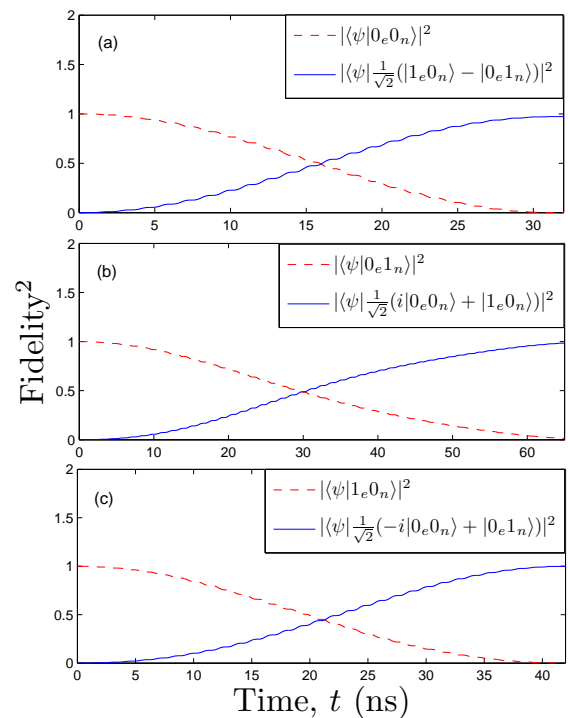 (a)
|⟨ψ|0ₑ0ₙ⟩|²
|⟨ψ|1/√2(|1ₑ0ₙ⟩ − |0ₑ1ₙ⟩)|²
2
1.5
1
0.5
0
0 5 10 15 20 25 30
(b)
|⟨ψ|0ₑ1ₙ⟩|²
|⟨ψ|1/√2(i|0ₑ0ₙ⟩ + |1ₑ0ₙ⟩)|²
2
1.5
1
0.5
0
0 10 20 30 40 50 60
Fidelity²
(c)
|⟨ψ|1ₑ0ₙ⟩|²
|⟨ψ|1/√2(−i|0ₑ0ₙ⟩ + |0ₑ1ₙ⟩)|²
2
1.5
1
0.5
0
0 5 10 15 20 25 30 35 40
Time, t (ns)